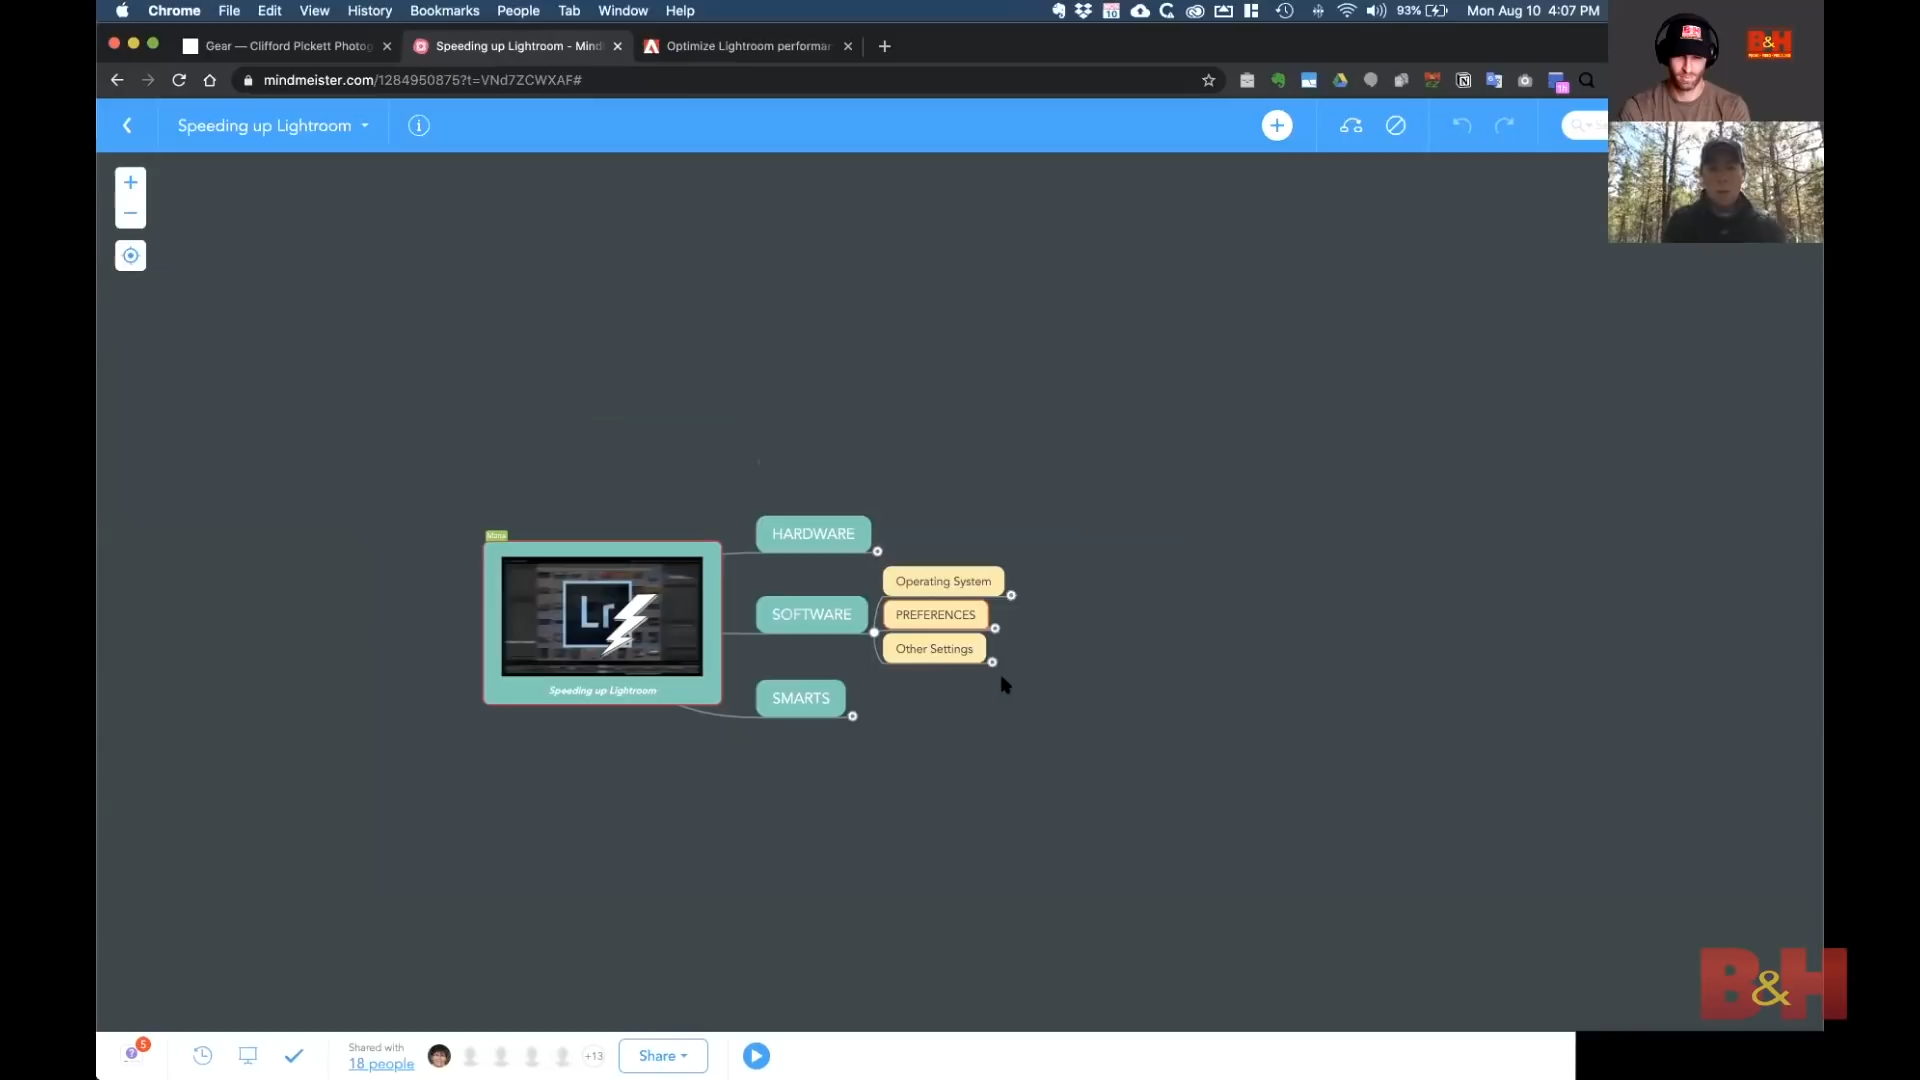 Chrome File Edit View History Bookmarks People Tab Window Help
93% Mon Aug 10 4:07 PM
Gear — Clifford Pickett Photog
Speeding up Lightroom - Mind
Optimize Lightroom performan
mindmeister.com/1284950875?t=VNd7ZCWXAF#
B&H
Speeding up Lightroom
HARDWARE
Operating System
SOFTWARE
PREFERENCES
Other Settings
Lr
Speeding up Lightroom
SMARTS
B&H
5
Shared with
18 people
+13
Share